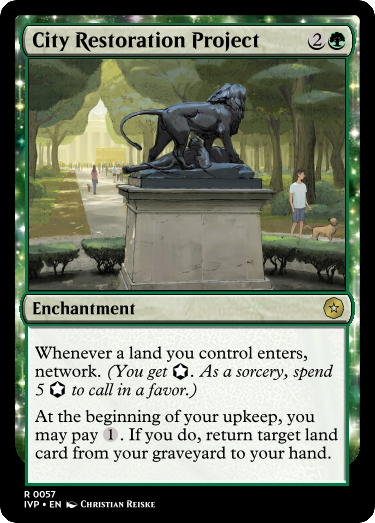 City Restoration Project 2
Enchantment
Whenever a land you control enters,
network. (You get . As a sorcery, spend
5 to call in a favor.)
At the beginning of your upkeep, you
may pay 1. If you do, return target land
card from your graveyard to your hand.
R 0057
IVP • EN Christian Reiske